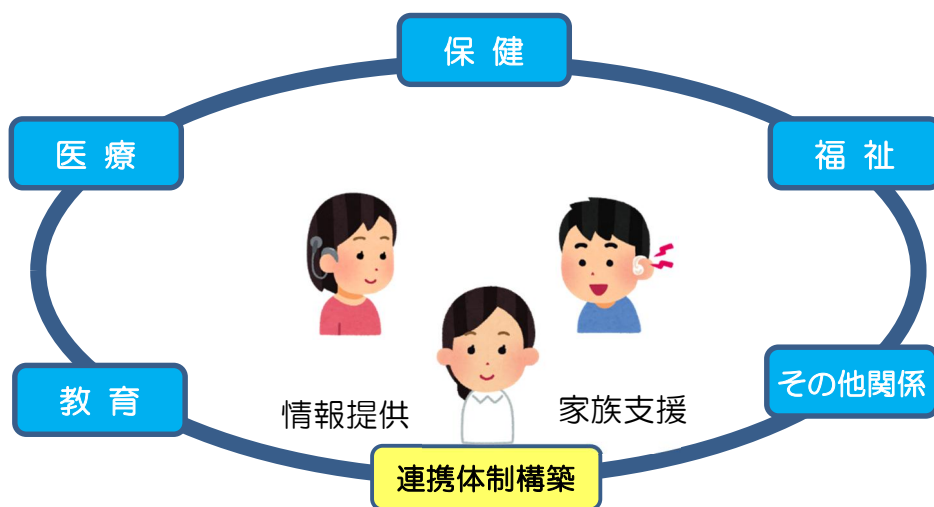 保 健
医 療
福 祉
教 育
その他関係
情報提供
家族支援
連携体制構築